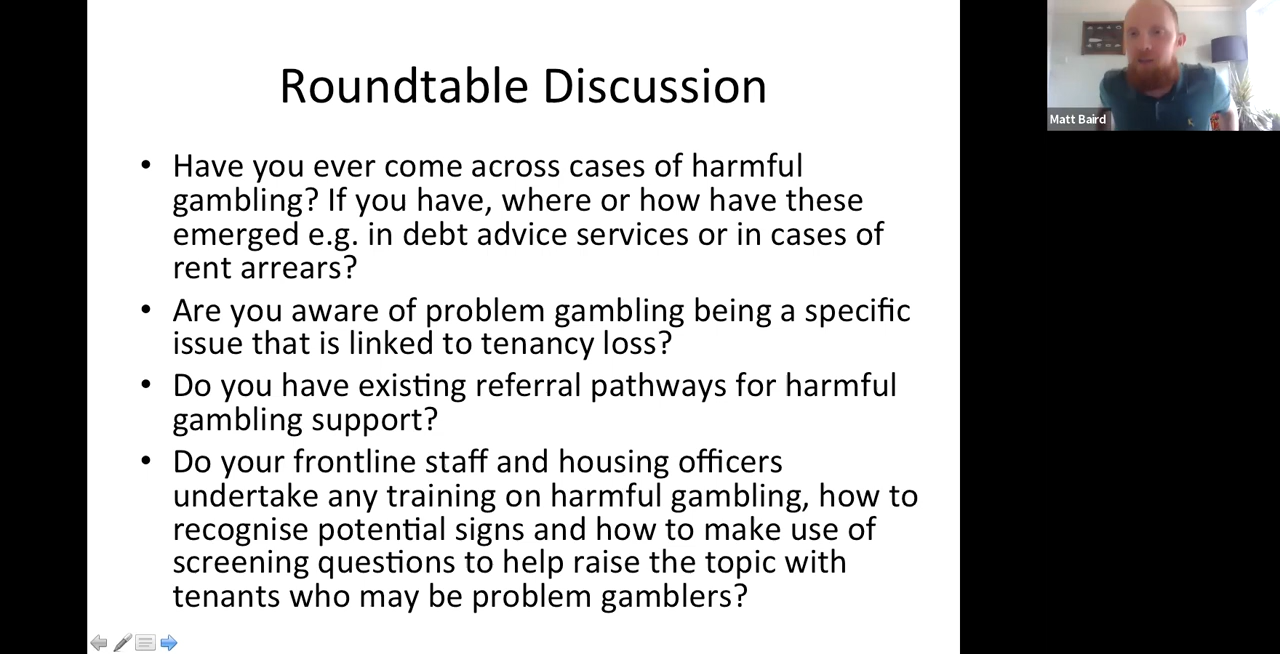 Roundtable Discussion
• Have you ever come across cases of harmful
gambling? If you have, where or how have these
emerged e.g. in debt advice services or in cases of
rent arrears?
• Are you aware of problem gambling being a specific
issue that is linked to tenancy loss?
• Do you have existing referral pathways for harmful
gambling support?
• Do your frontline staff and housing officers
undertake any training on harmful gambling, how to
recognise potential signs and how to make use of
screening questions to help raise the topic with
tenants who may be problem gamblers?
Matt Baird